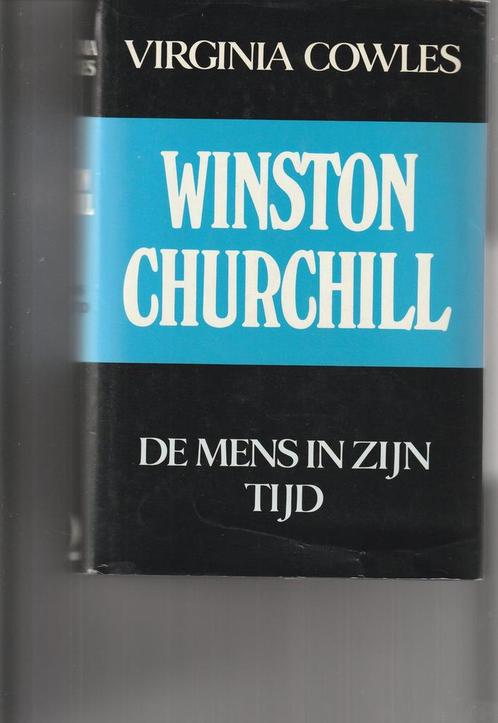 VIRGINIA COWLES
WINSTON
CHURCHILL
DE MENS IN ZIJN
TIJD